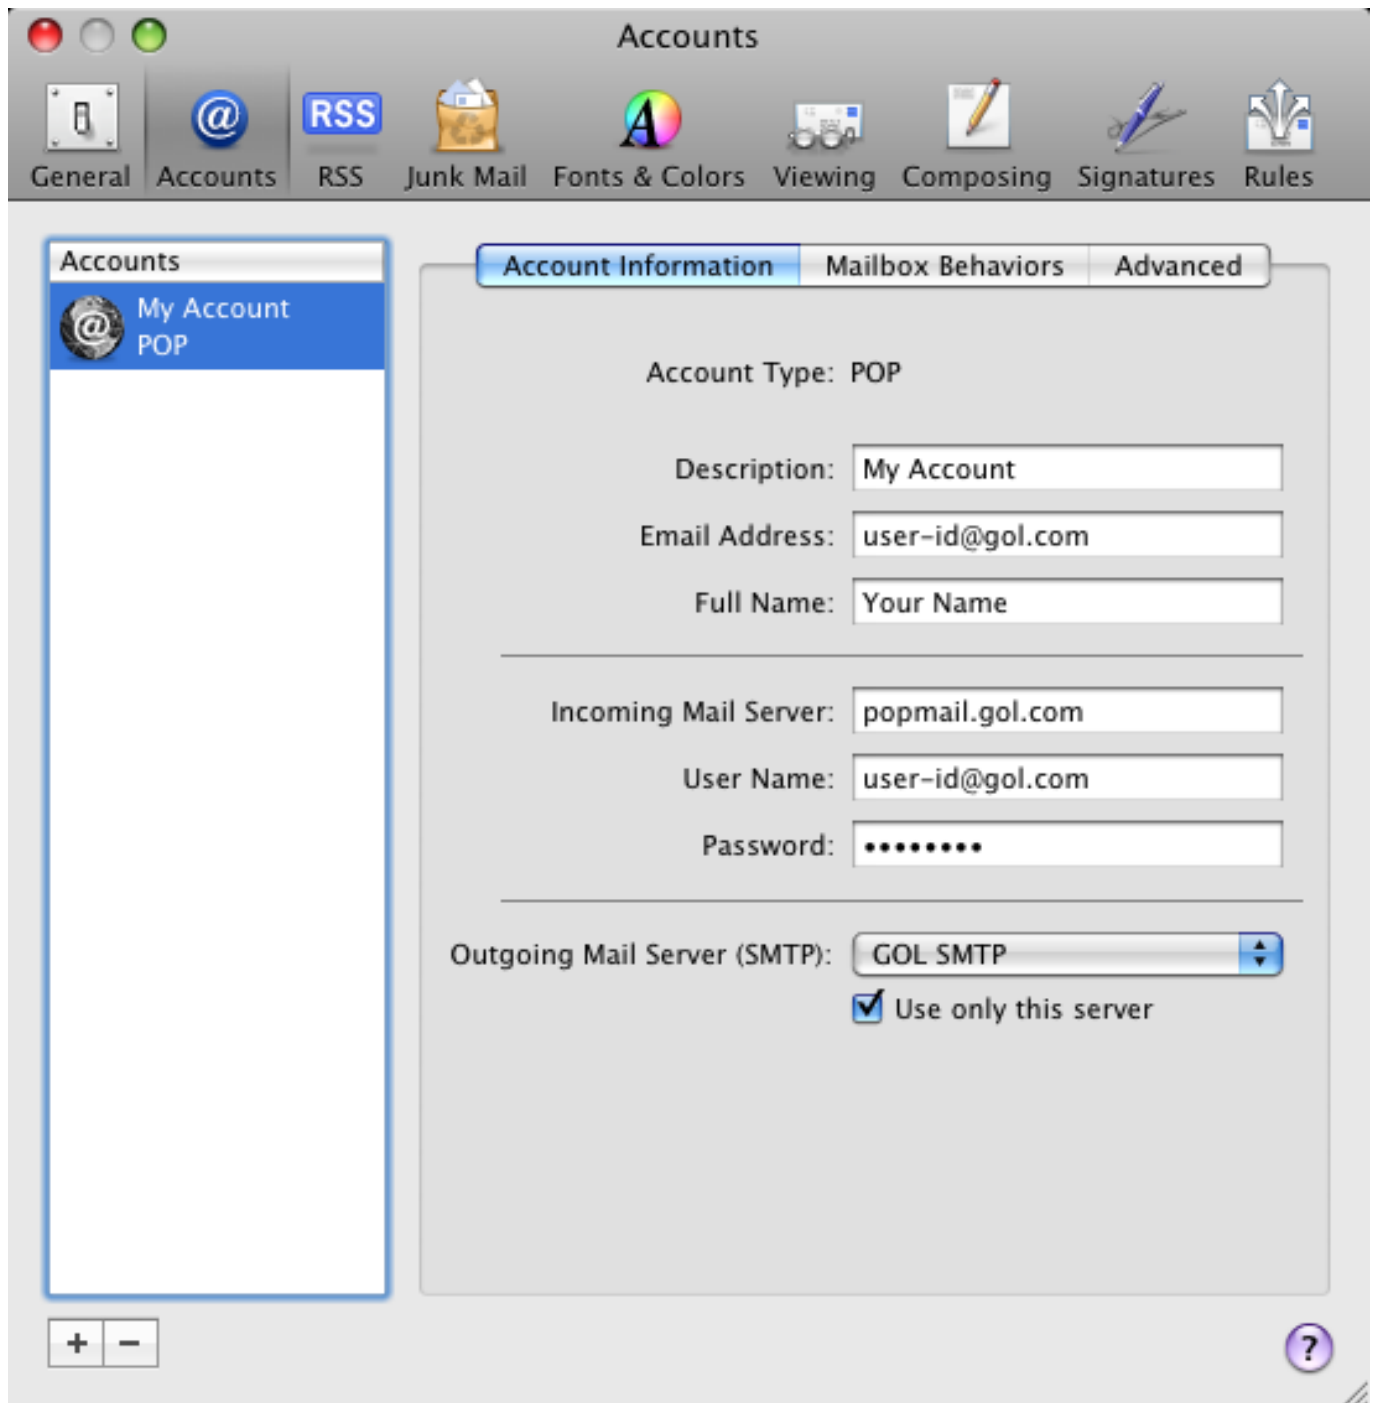 Accounts
RSS
General Accounts RSS Junk Mail Fonts & Colors Viewing Composing Signatures Rules
Accounts
My Account
POP
Account Information Mailbox Behaviors Advanced
Account Type: POP
Description: My Account
Email Address: user-id@gol.com
Full Name: Your Name
Incoming Mail Server: popmail.gol.com
User Name: user-id@gol.com
Password: ••••••••
Outgoing Mail Server (SMTP): GOL SMTP
Use only this server
+ − ?